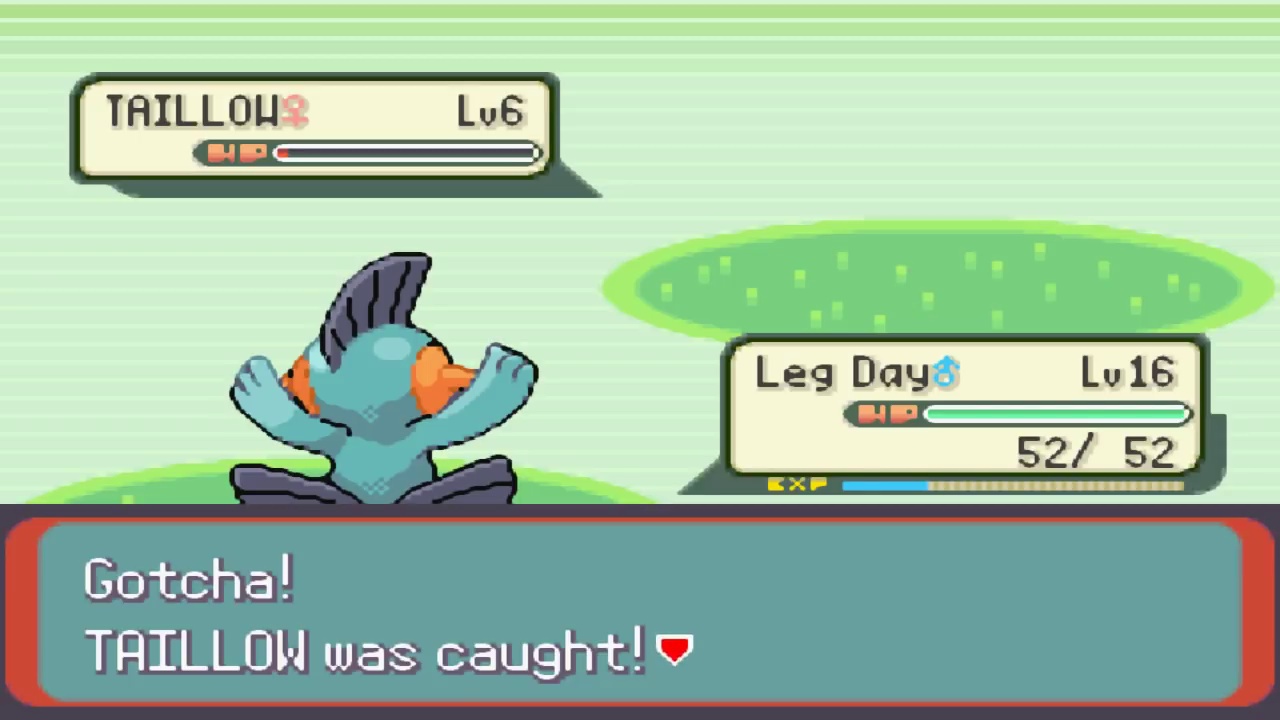 TAILLOW♀ Lv6
HP
Leg Day♂ Lv16
HP
52/ 52
EXP
Gotcha!
TAILLOW was caught!